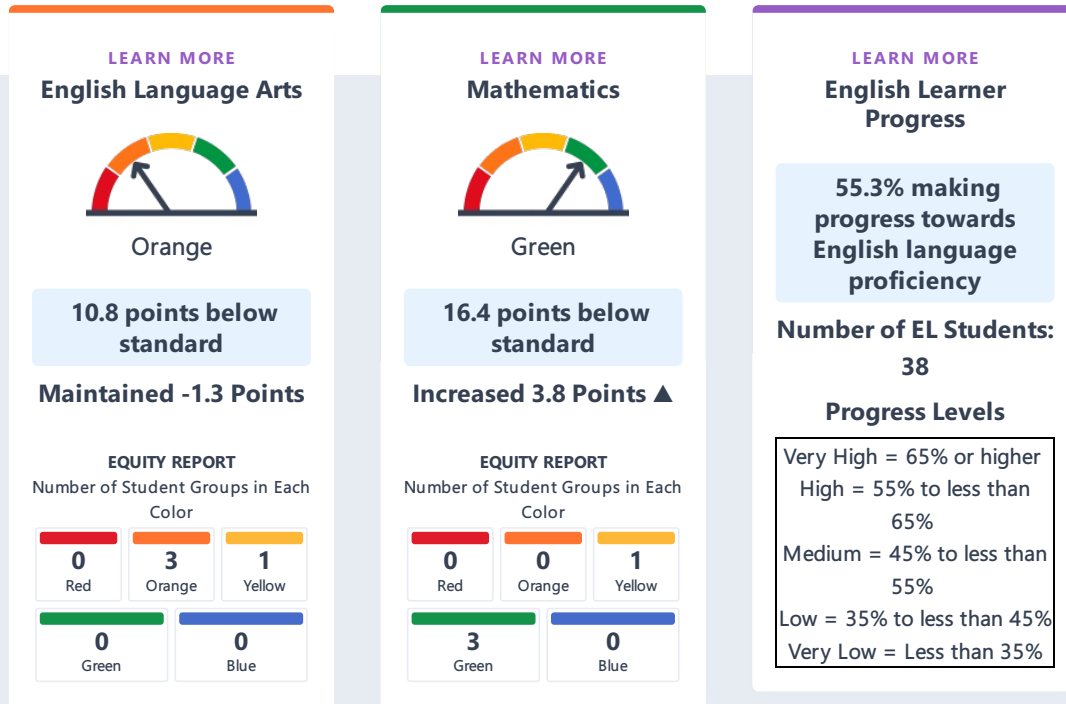 LEARN MORE
English Language Arts
Orange
10.8 points below
standard
Maintained -1.3 Points
EQUITY REPORT
Number of Student Groups in Each
Color
0
Red
3
Orange
1
Yellow
0
Green
0
Blue
LEARN MORE
Mathematics
Green
16.4 points below
standard
Increased 3.8 Points ▲
EQUITY REPORT
Number of Student Groups in Each
Color
0
Red
0
Orange
1
Yellow
3
Green
0
Blue
LEARN MORE
English Learner
Progress
55.3% making
progress towards
English language
proficiency
Number of EL Students:
38
Progress Levels
Very High = 65% or higher
High = 55% to less than
65%
Medium = 45% to less than
55%
Low = 35% to less than 45%
Very Low = Less than 35%